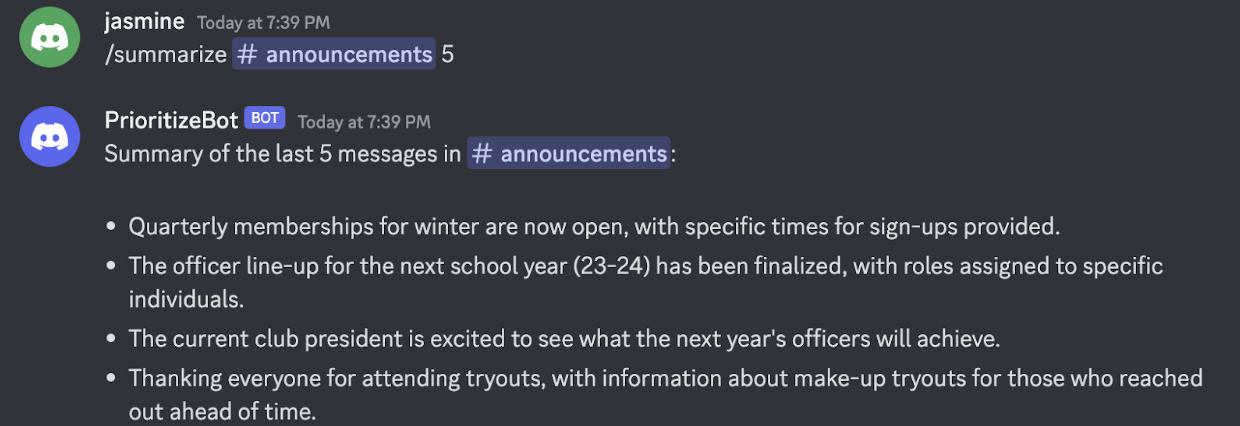 jasmine Today at 7:39 PM
/summarize # announcements 5
PrioritizeBot BOT Today at 7:39 PM
Summary of the last 5 messages in # announcements:
• Quarterly memberships for winter are now open, with specific times for sign-ups provided.
• The officer line-up for the next school year (23-24) has been finalized, with roles assigned to specific
individuals.
• The current club president is excited to see what the next year's officers will achieve.
• Thanking everyone for attending tryouts, with information about make-up tryouts for those who reached
out ahead of time.